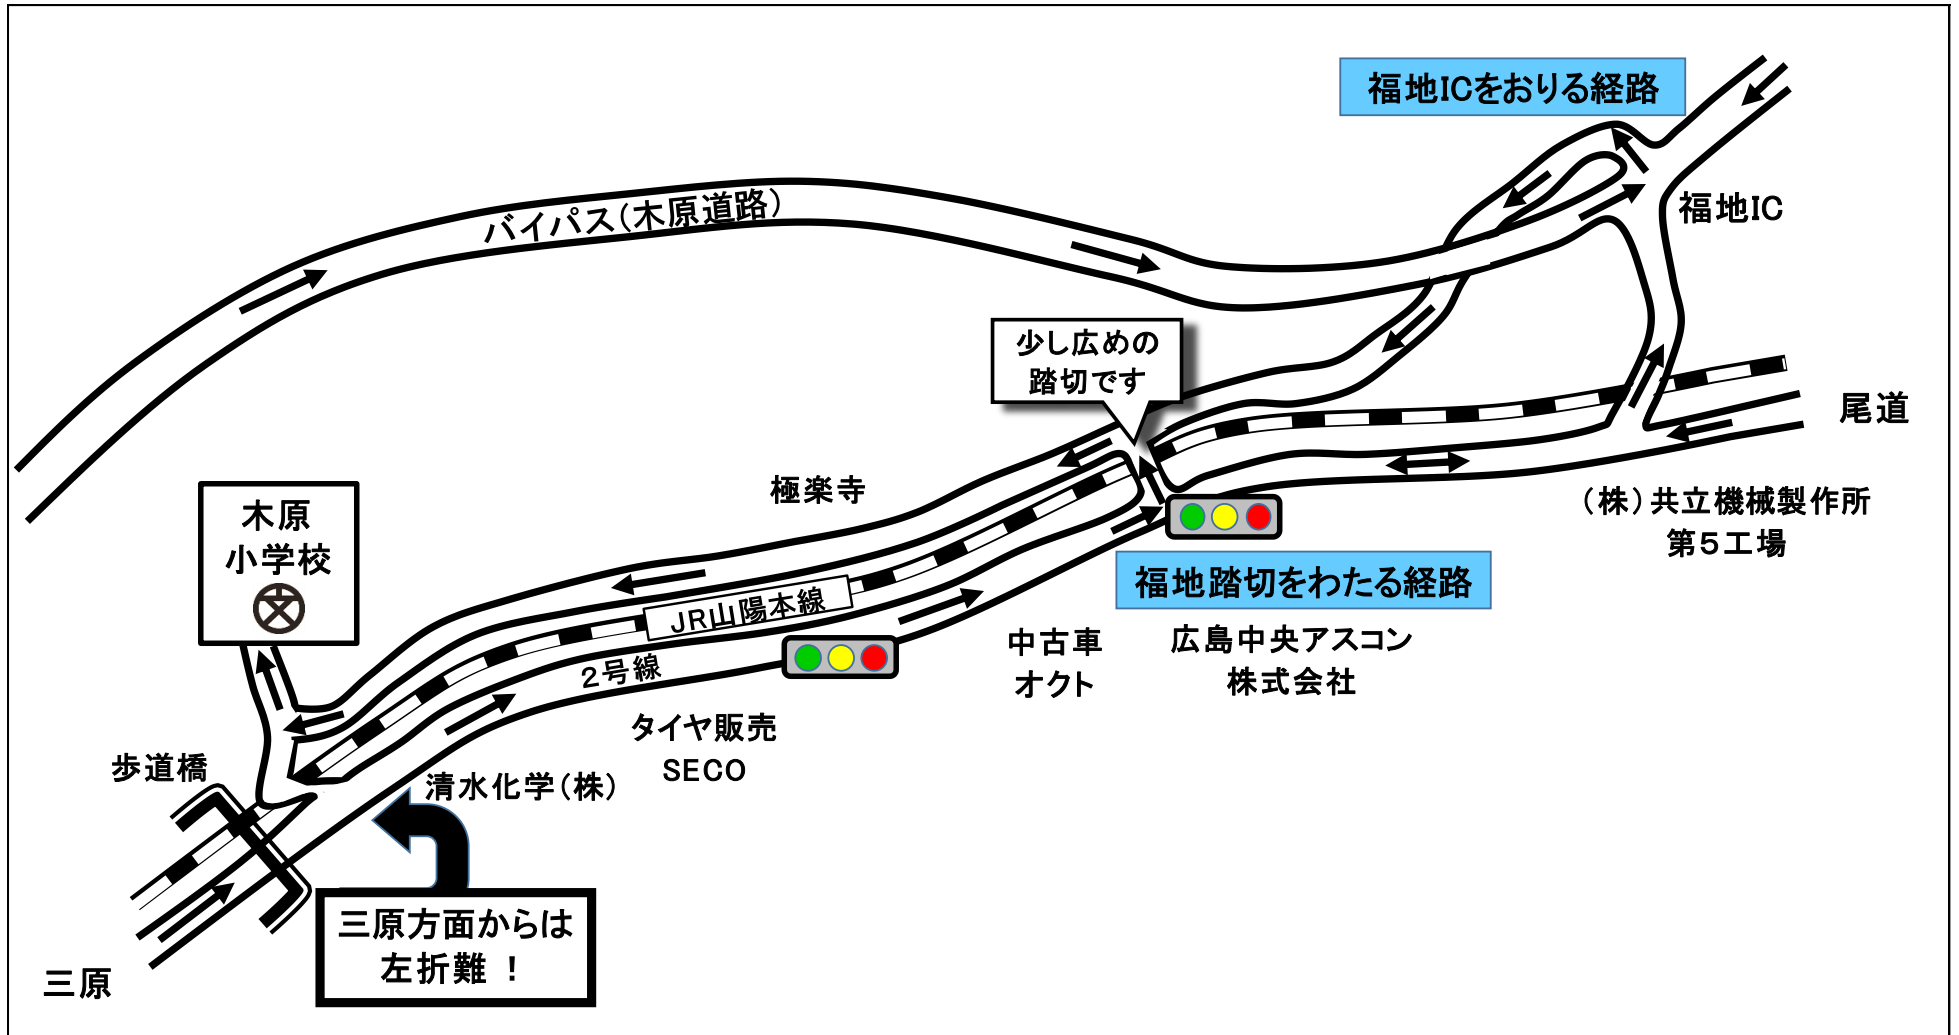 福地ICをおりる経路
福地IC
バイパス(木原道路)
少し広めの
踏切です
尾道
極楽寺
(株)共立機械製作所
第5工場
木原
小学校
福地踏切をわたる経路
JR山陽本線
2号線
中古車
オクト
広島中央アスコン
株式会社
タイヤ販売
SECO
歩道橋
清水化学(株)
三原方面からは
左折難!
三原